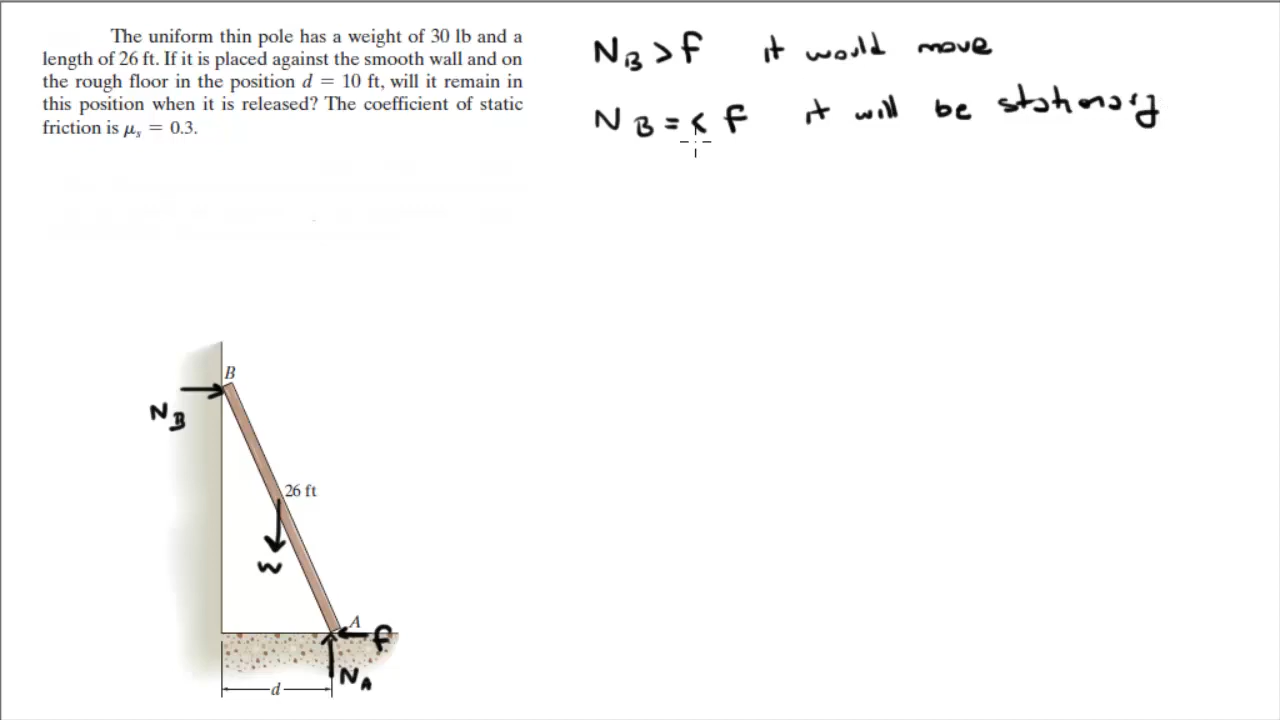 The uniform thin pole has a weight of 30 lb and a
length of 26 ft. If it is placed against the smooth wall and on
the rough floor in the position d = 10 ft, will it remain in
this position when it is released? The coefficient of static
friction is μs = 0.3.
NB > F it would move
NB = < F it will be stationary
B
NB
26 ft
W
A
F
NA
d